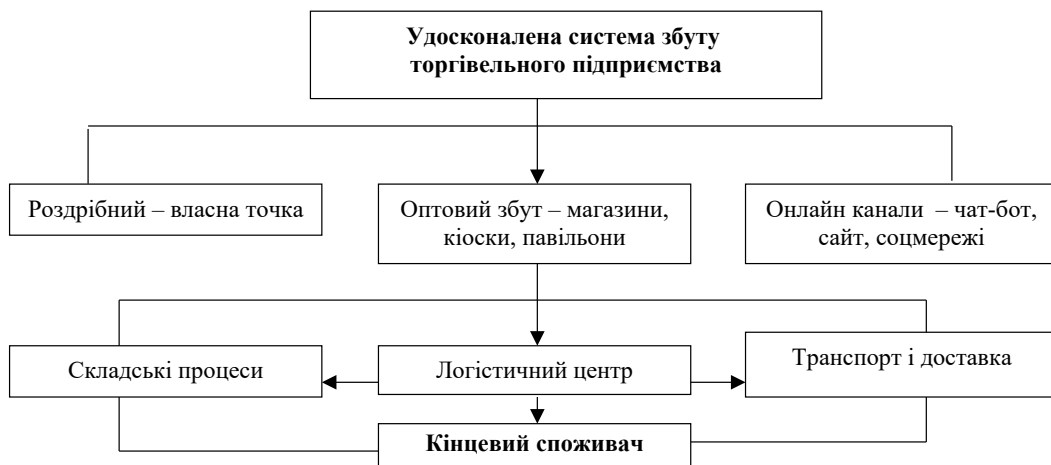 Удосконалена система збуту
торгівельного підприємства
Роздрібний – власна точка
Оптовий збут – магазини,
кіоски, павільони
Онлайн канали – чат-бот,
сайт, соцмережі
Складські процеси
Логістичний центр
Транспорт і доставка
Кінцевий споживач